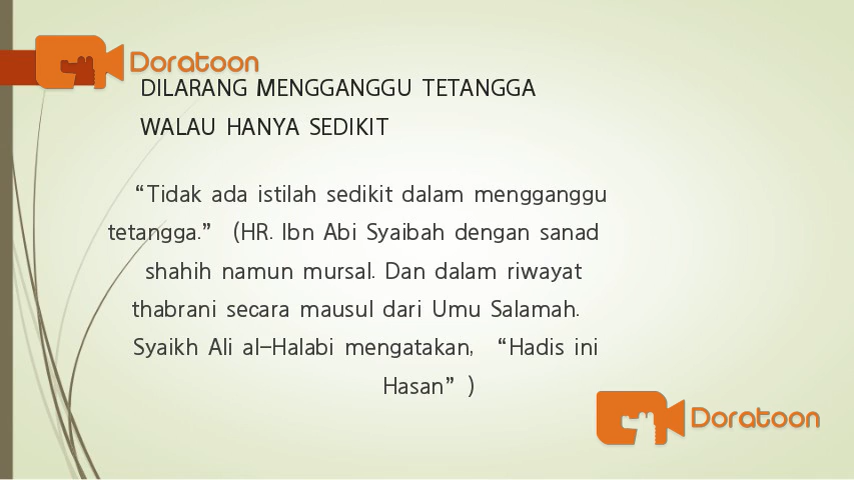 Doratoon
DILARANG MENGGANGGU TETANGGA
WALAU HANYA SEDIKIT
“Tidak ada istilah sedikit dalam mengganggu
tetangga.” (HR. Ibn Abi Syaibah dengan sanad
shahih namun mursal. Dan dalam riwayat
thabrani secara mausul dari Umu Salamah.
Syaikh Ali al-Halabi mengatakan, “Hadis ini
Hasan” )
Doratoon